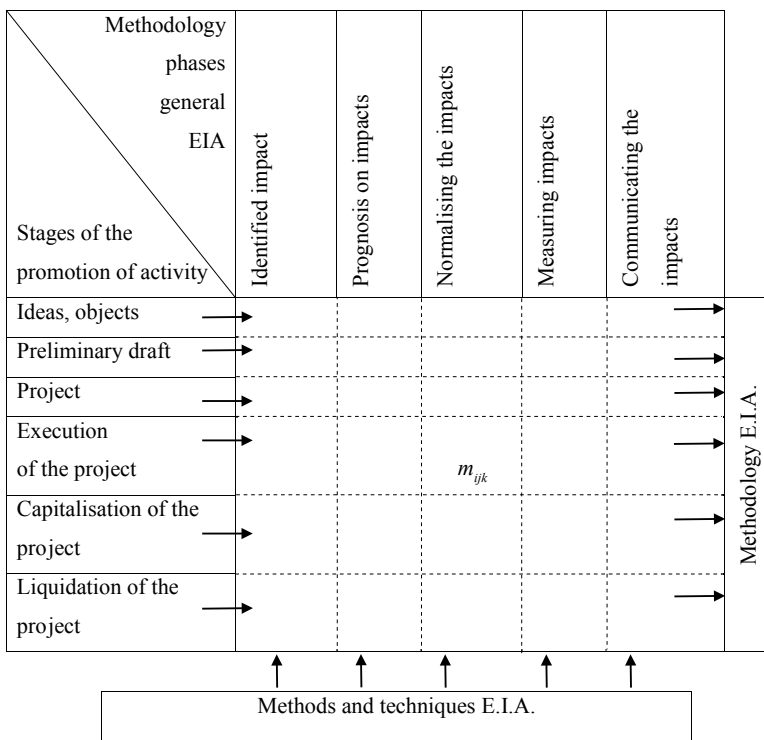 Methodology
phases
general
EIA
Stages of the
promotion of activity
Identified impact
Prognosis on impacts
Normalising the impacts
Measuring impacts
Communicating the
impacts
Ideas, objects
Preliminary draft
Project
Execution
of the project
m_{ijk}
Capitalisation of the
project
Liquidation of the
project
Methodology E.I.A.
Methods and techniques E.I.A.